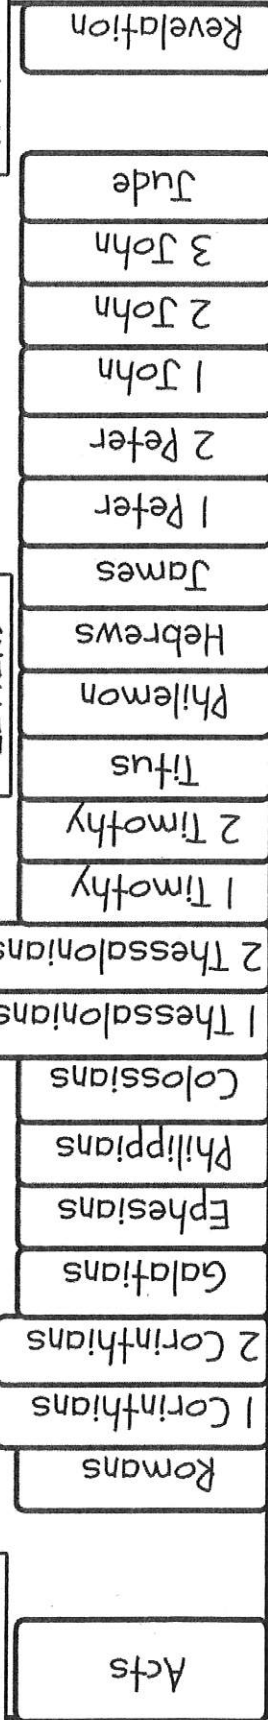 Acts
Romans
1 Corinthians
2 Corinthians
Galatians
Ephesians
Philippians
Colossians
1 Thessalonians
2 Thessalonians
1 Timothy
2 Timothy
Titus
Philemon
Hebrews
James
1 Peter
2 Peter
1 John
2 John
3 John
Jude
Revelation